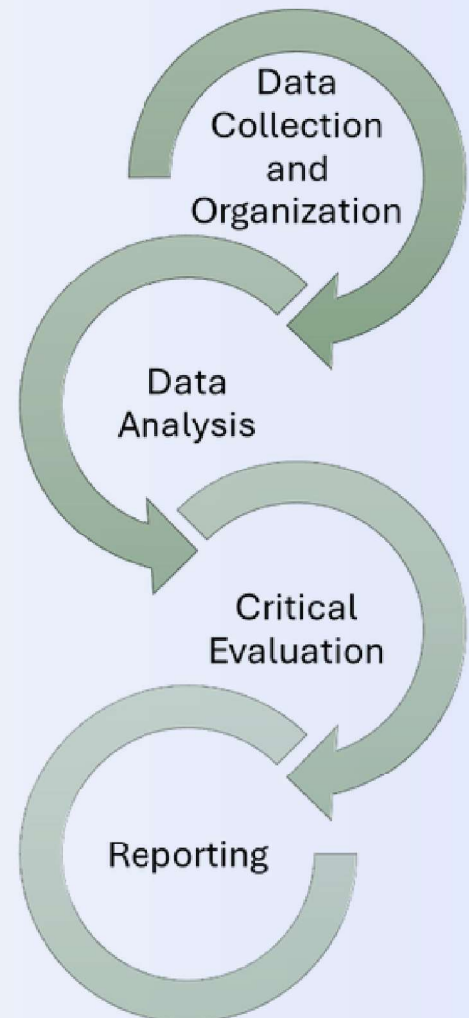 Data
Collection
and
Organization
Data
Analysis
Critical
Evaluation
Reporting